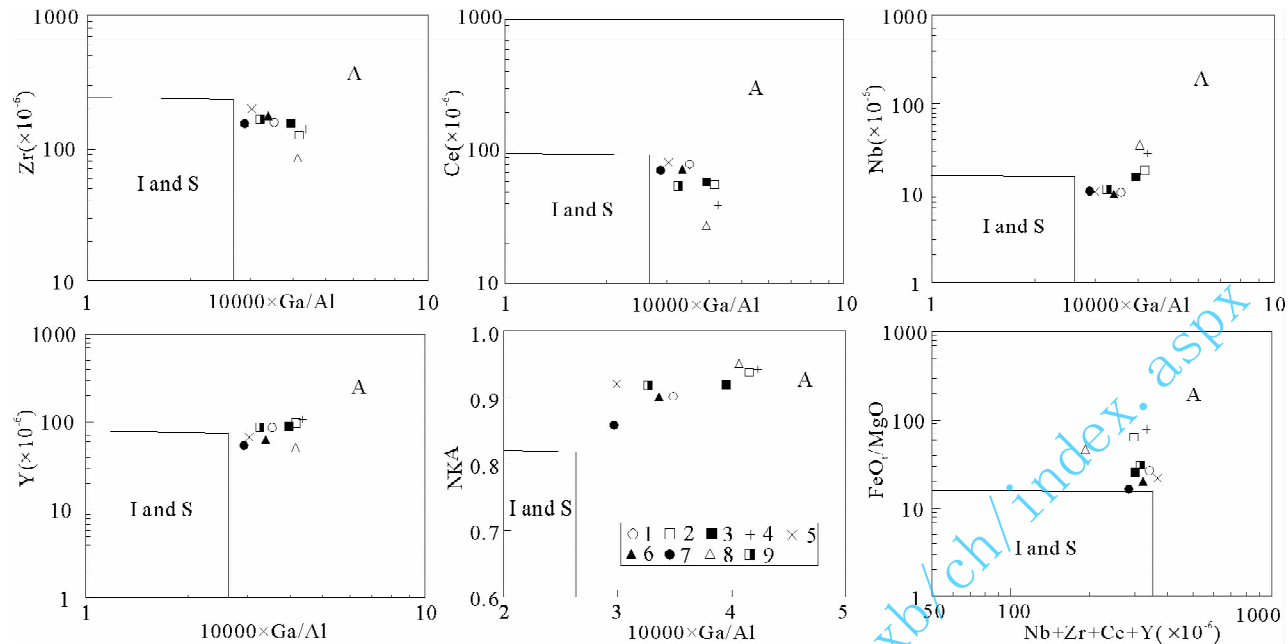 1000
100
10
Zr(×10⁻⁶)
A
I and S
1
10000×Ga/Al
10
1000
100
10
Ce(×10⁻⁶)
A
I and S
1
10000×Ga/Al
10
1000
100
10
1
Nb(×10⁻⁶)
A
I and S
1
10000×Ga/Al
10
1000
100
10
1
Y(×10⁻⁶)
A
I and S
1
10000×Ga/Al
10
1.0
0.9
0.8
0.7
0.6
NKA
A
I and S
1 2 3 4 5
6 7 8 9
2 3 4 5
10000×Ga/Al
1000
100
10
1
FeOt/MgO
A
I and S
50 100 1000
Nb+Zr+Ce+Y(×10⁻⁶)
xb/ch/index.aspx